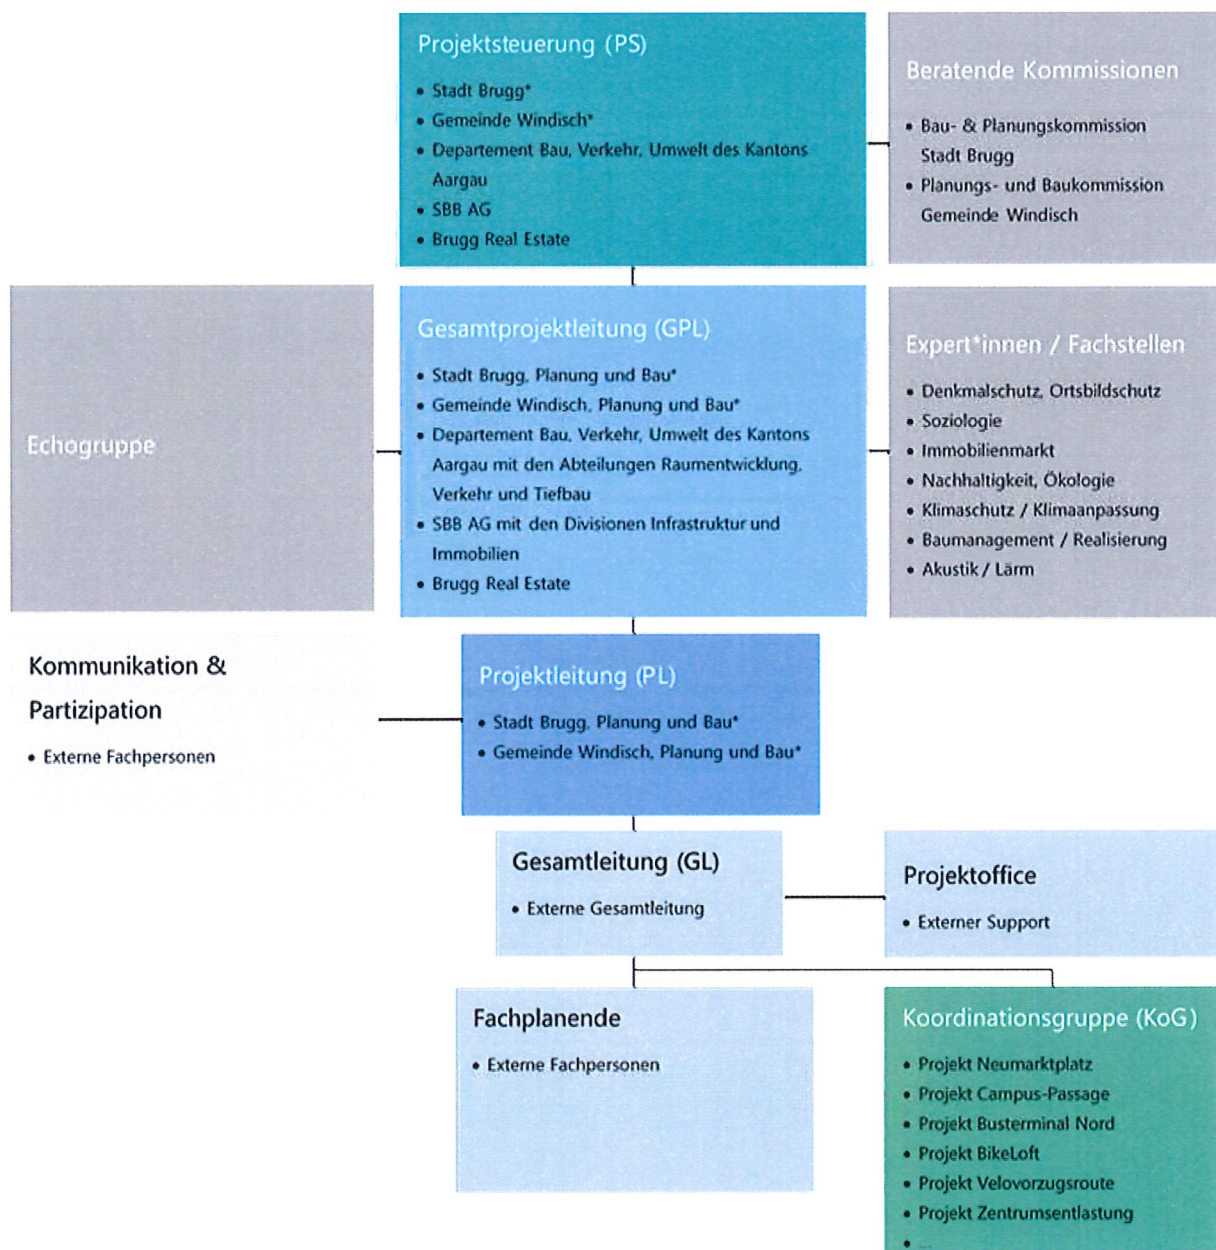 Projektsteuerung (PS)
• Stadt Brugg*
• Gemeinde Windisch*
• Departement Bau, Verkehr, Umwelt des Kantons
Aargau
• SBB AG
• Brugg Real Estate
Beratende Kommissionen
• Bau- & Planungskommission
Stadt Brugg
• Planungs- und Baukommission
Gemeinde Windisch
Echogruppe
Gesamtprojektleitung (GPL)
• Stadt Brugg, Planung und Bau*
• Gemeinde Windisch, Planung und Bau*
• Departement Bau, Verkehr, Umwelt des Kantons
Aargau mit den Abteilungen Raumentwicklung,
Verkehr und Tiefbau
• SBB AG mit den Divisionen Infrastruktur und
Immobilien
• Brugg Real Estate
Expert*innen / Fachstellen
• Denkmalschutz, Ortsbildschutz
• Soziologie
• Immobilienmarkt
• Nachhaltigkeit, Ökologie
• Klimaschutz / Klimaanpassung
• Baumanagement / Realisierung
• Akustik / Lärm
Kommunikation &
Partizipation
• Externe Fachpersonen
Projektleitung (PL)
• Stadt Brugg, Planung und Bau*
• Gemeinde Windisch, Planung und Bau*
Gesamtleitung (GL)
• Externe Gesamtleitung
Projektoffice
• Externer Support
Fachplanende
• Externe Fachpersonen
Koordinationsgruppe (KoG)
• Projekt Neumarktplatz
• Projekt Campus-Passage
• Projekt Busterminal Nord
• Projekt BikeLoft
• Projekt Velovorzugsroute
• Projekt Zentrumsentlastung
• ...